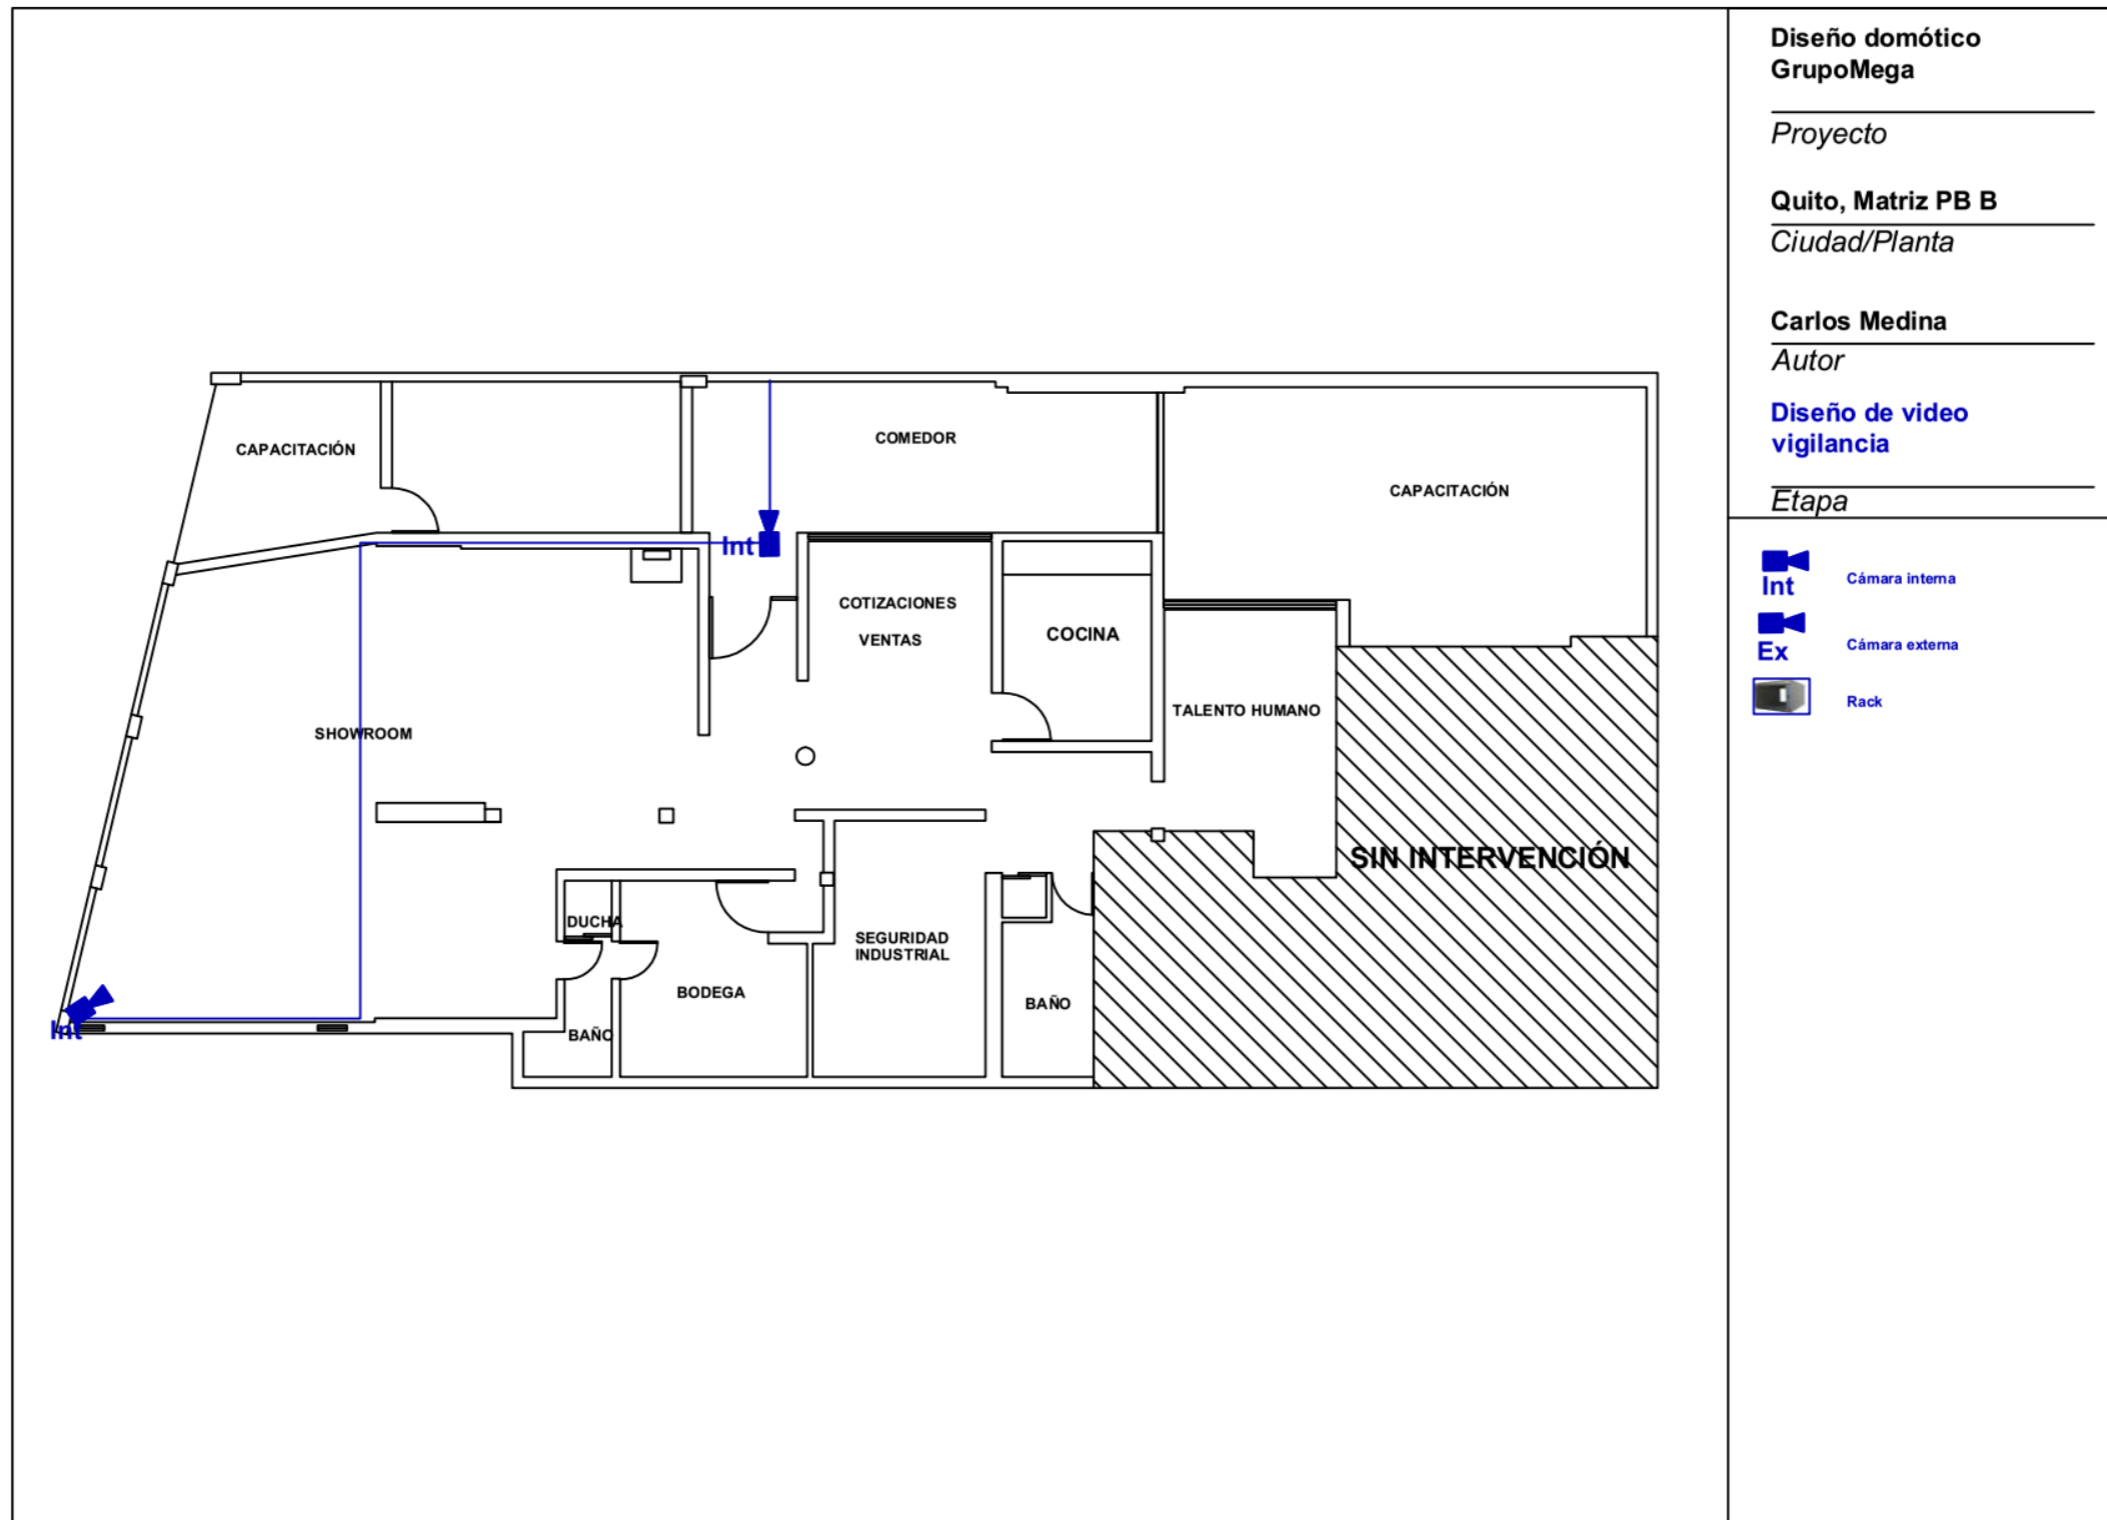 Diseño domótico
GrupoMega
Proyecto
Quito, Matriz PB B
Ciudad/Planta
Carlos Medina
Autor
Diseño de video
vigilancia
Etapa
Int
Cámara interna
Ex
Cámara externa
Rack
CAPACITACIÓN
COMEDOR
CAPACITACIÓN
Int
COTIZACIONES
VENTAS
COCINA
TALENTO HUMANO
SHOWROOM
SIN INTERVENCIÓN
DUCHA
SEGURIDAD
INDUSTRIAL
BODEGA
BAÑO
BAÑO
Int